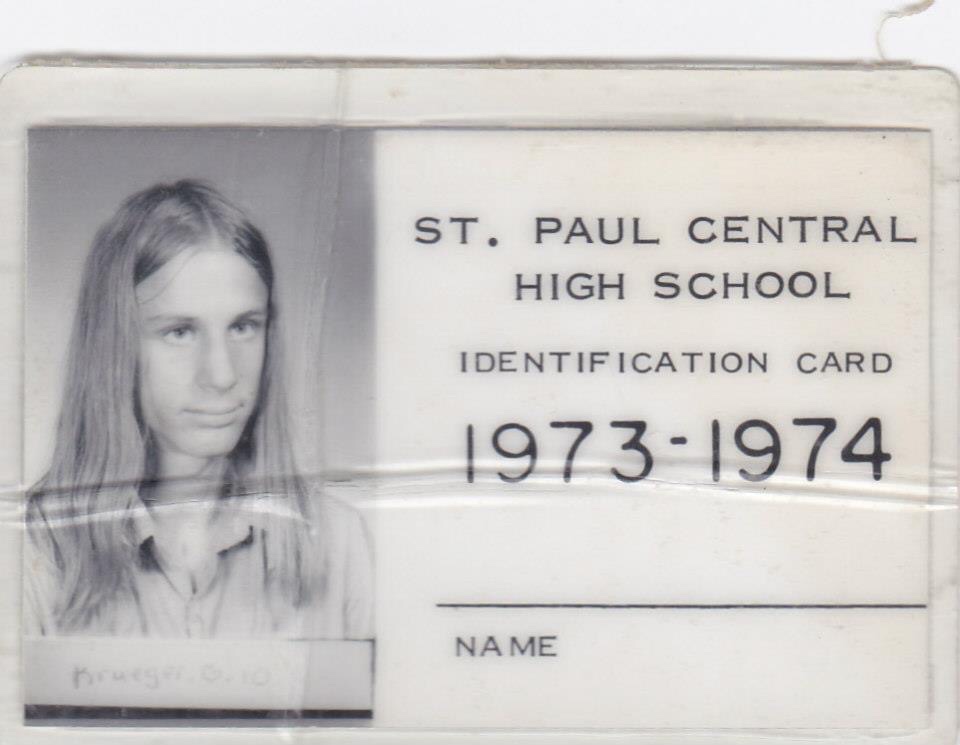 ST. PAUL CENTRAL
HIGH SCHOOL
IDENTIFICATION CARD
1973-1974
NAME
Krueger. G. 10